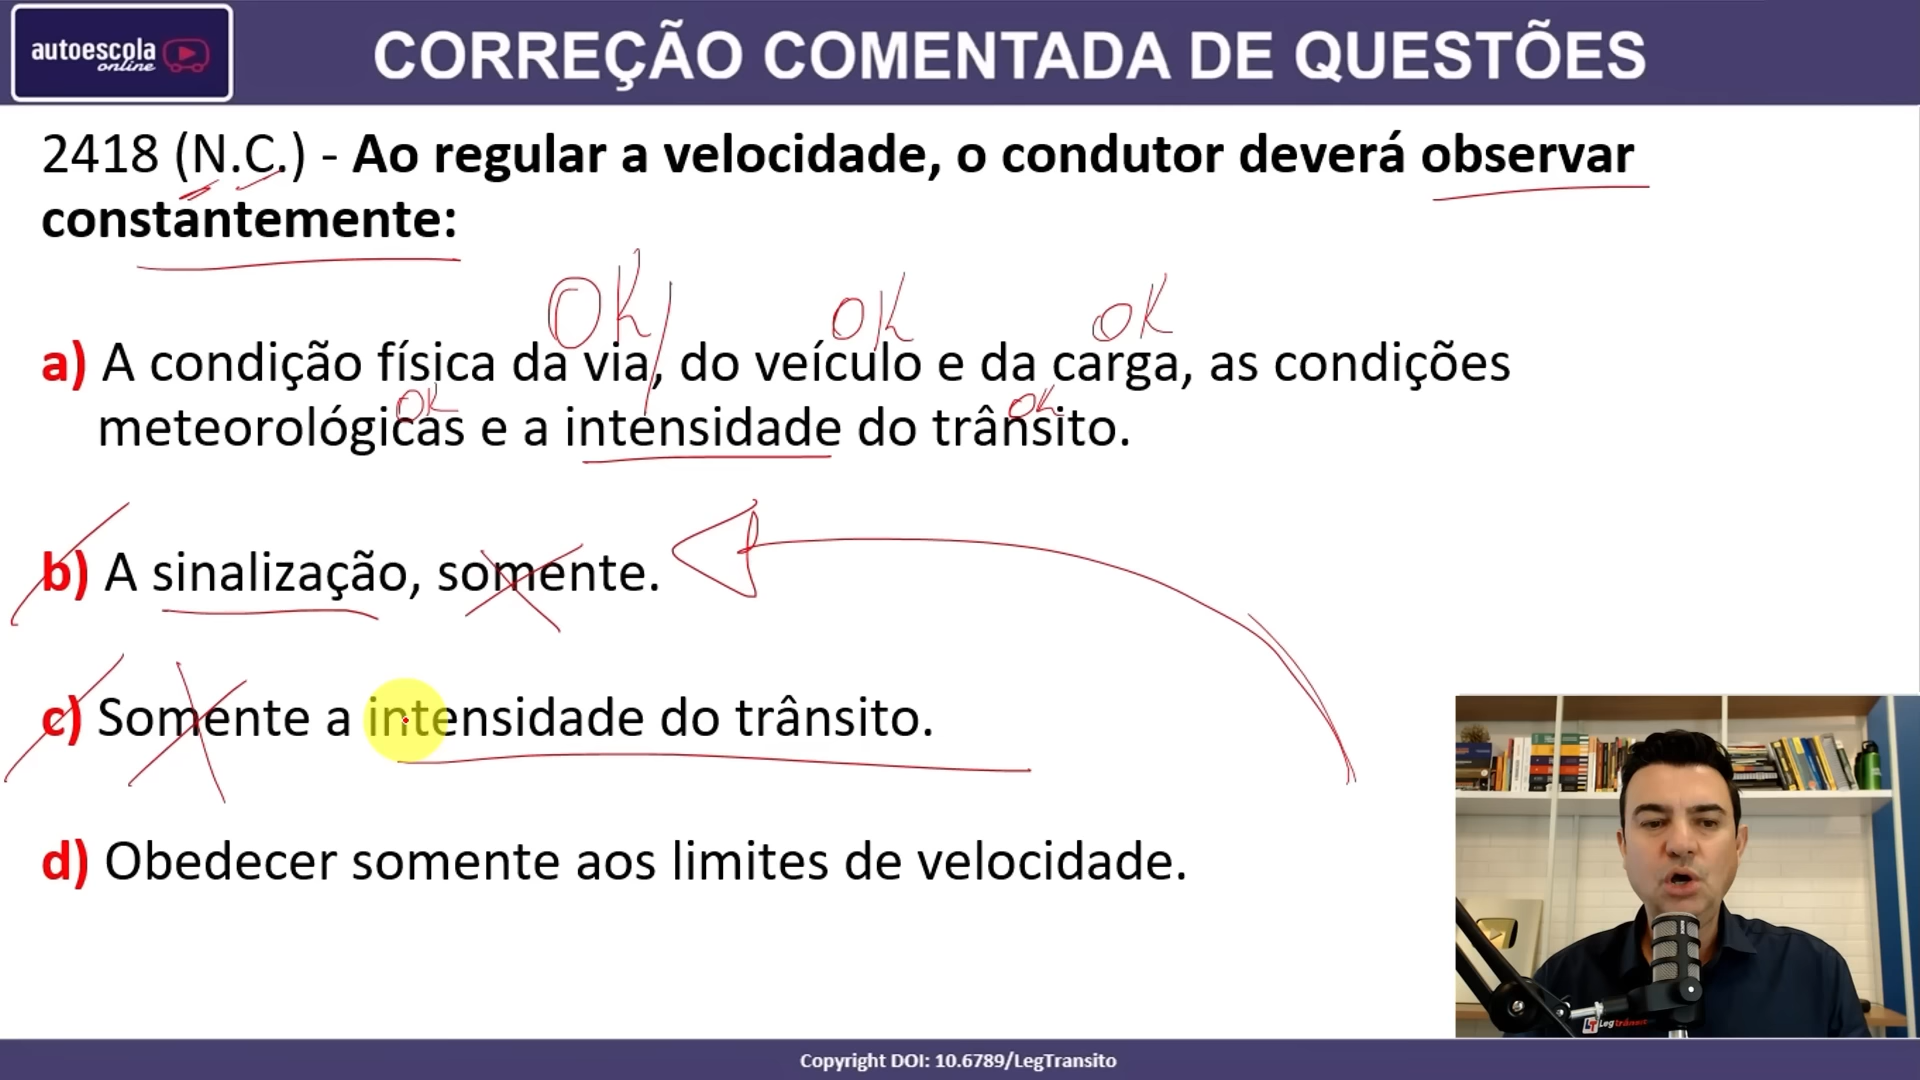 autoescola
online
CORREÇÃO COMENTADA DE QUESTÕES
2418 (N.C.) - Ao regular a velocidade, o condutor deverá observar
constantemente:
OK OK OK
a) A condição física da via, do veículo e da carga, as condições
OK OK
meteorológicas e a intensidade do trânsito.
b) A sinalização, somente.
c) Somente a intensidade do trânsito.
d) Obedecer somente aos limites de velocidade.
LT Legtrânsito
Copyright DOI: 10.6789/LegTransito